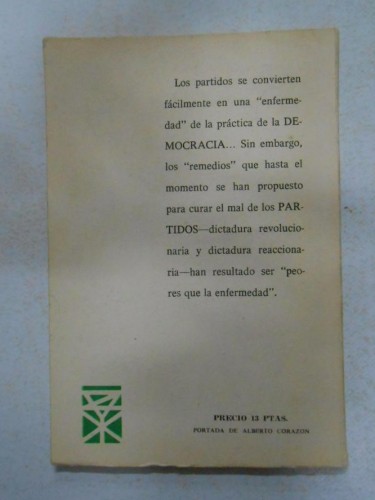 Los partidos se convierten
fácilmente en una “enferme-
dad” de la práctica de la DE-
MOCRACIA... Sin embargo,
los “remedios” que hasta el
momento se han propuesto
para curar el mal de los PAR-
TIDOS—dictadura revolucio-
naria y dictadura reacciona-
ria—han resultado ser “peo-
res que la enfermedad”.
PRECIO 13 PTAS.
PORTADA DE ALBERTO CORAZON